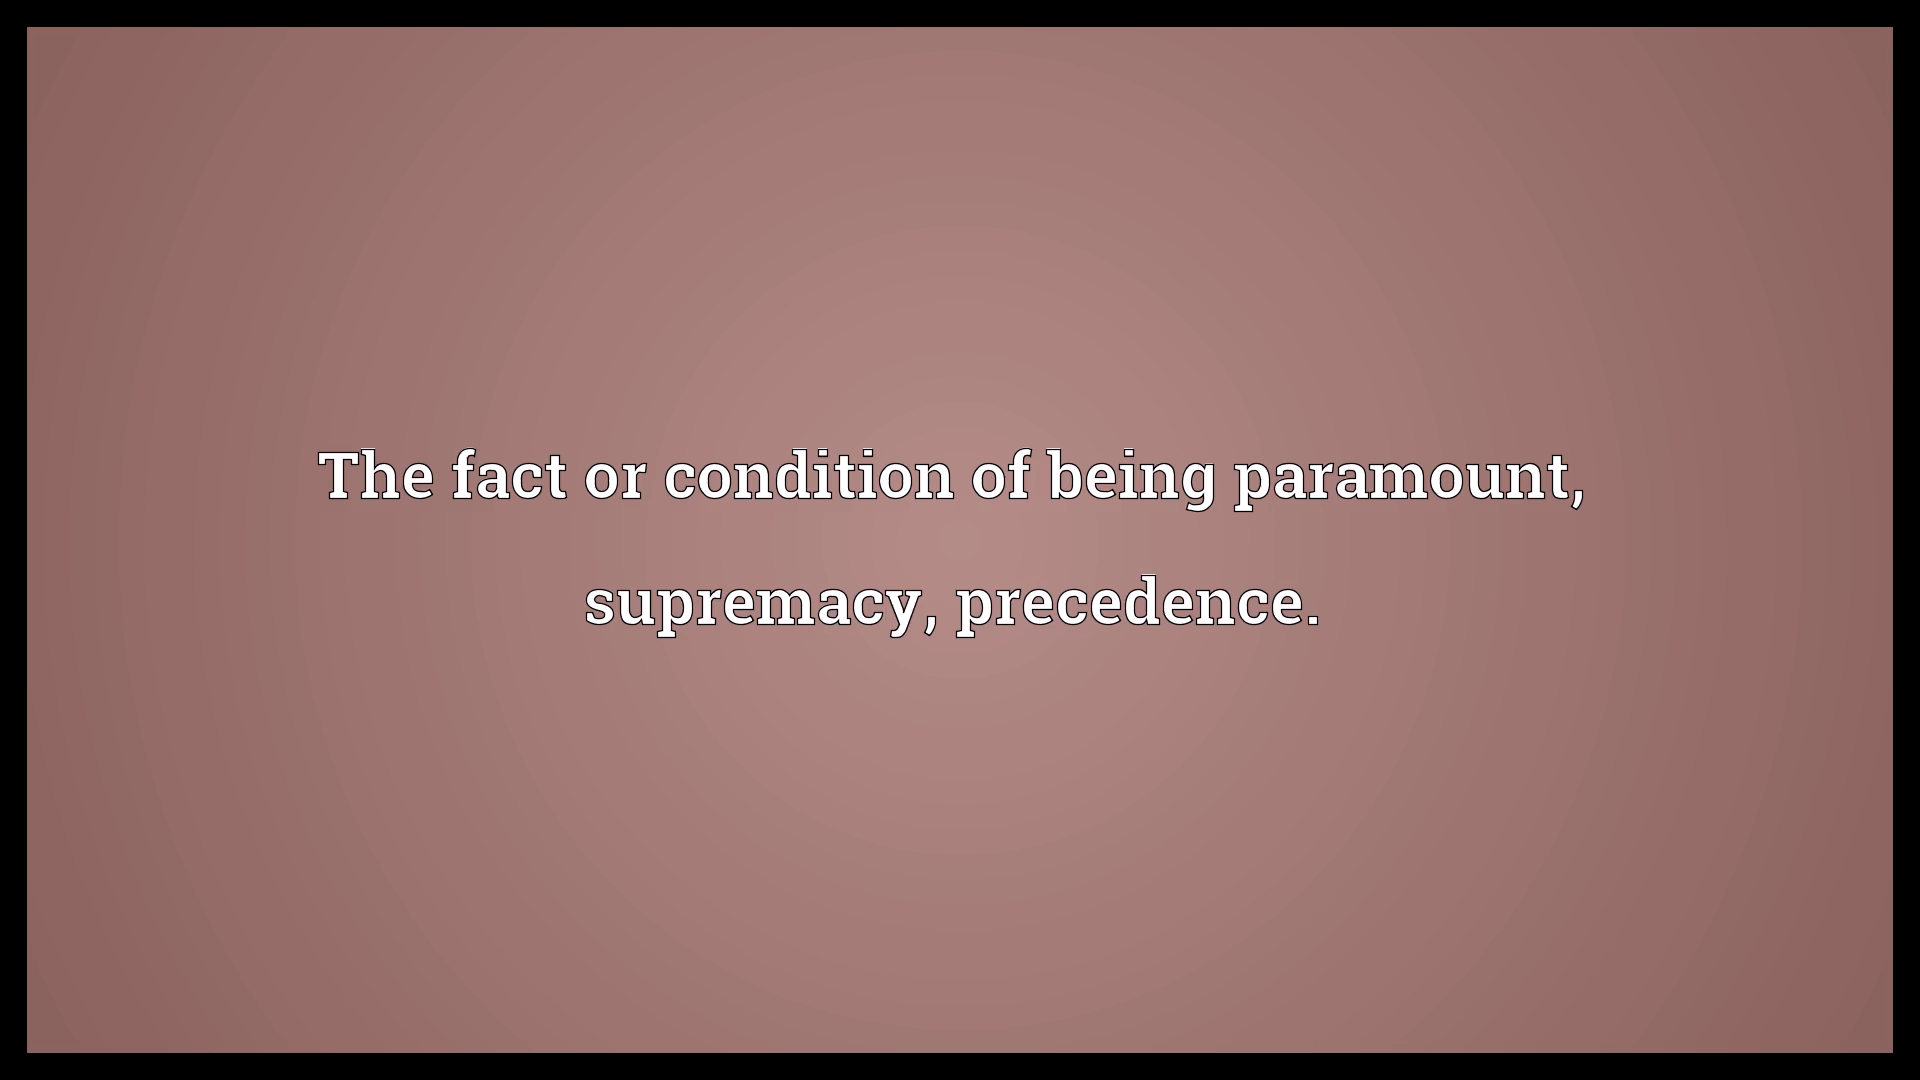 The fact or condition of being paramount,
supremacy, precedence.